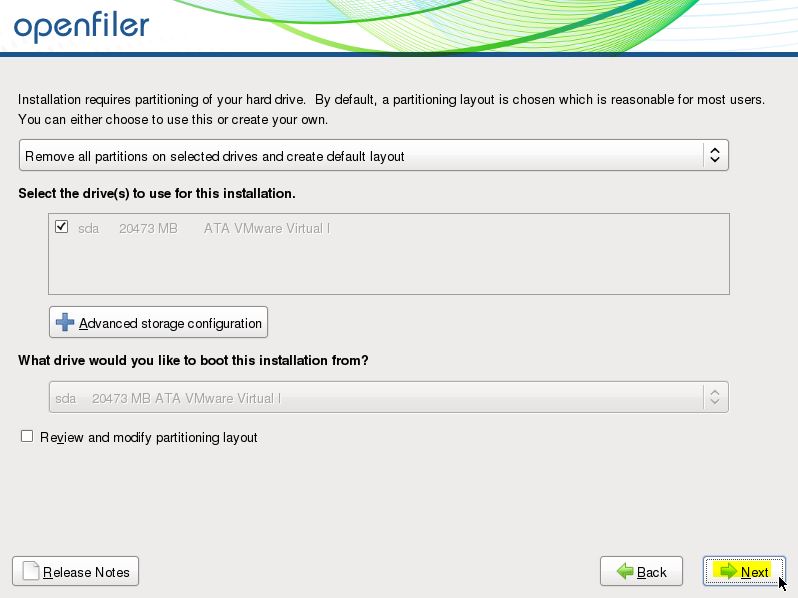 openfiler
Installation requires partitioning of your hard drive.  By default, a partitioning layout is chosen which is reasonable for most users.
You can either choose to use this or create your own.
Remove all partitions on selected drives and create default layout
Select the drive(s) to use for this installation.
sda 20473 MB ATA VMware Virtual I
Advanced storage configuration
What drive would you like to boot this installation from?
sda 20473 MB ATA VMware Virtual I
Review and modify partitioning layout
Release Notes Back Next